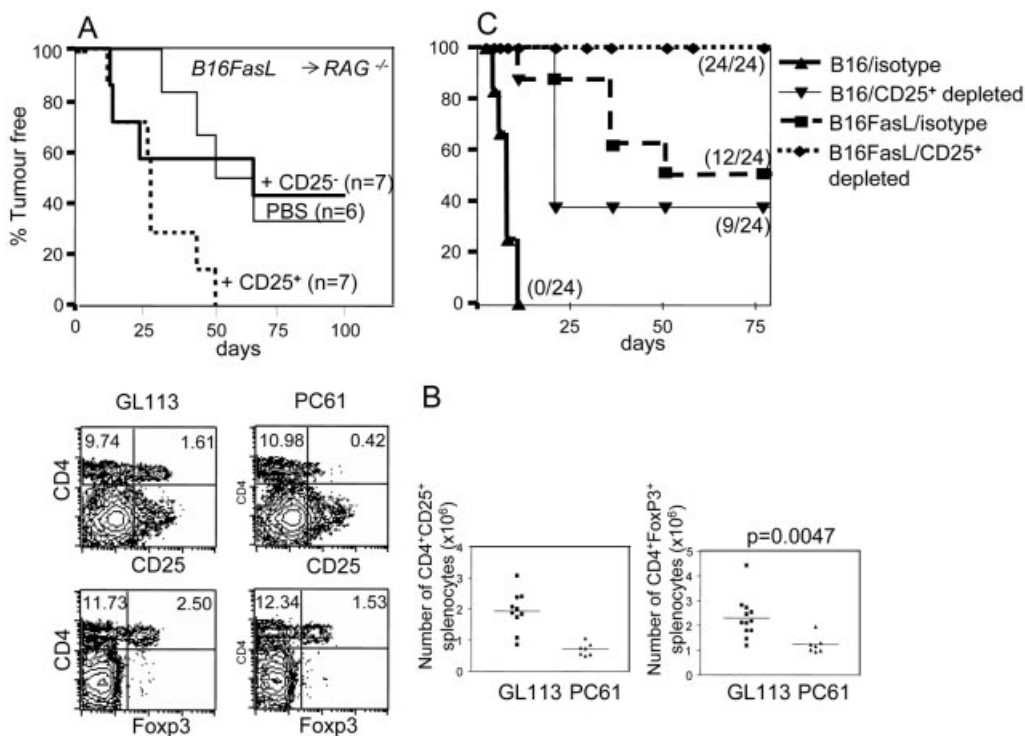 A
100
80
60
40
20
0
% Tumour free
B16FasL → RAG -/-
+ CD25- (n=7)
PBS (n=6)
+ CD25+ (n=7)
0 25 50 75 100
days
C
100
80
60
40
20
0
(24/24)
(12/24)
(9/24)
(0/24)
25 50 75
days
B16/isotype
B16/CD25+ depleted
B16FasL/isotype
B16FasL/CD25+
depleted
GL113 PC61
9.74 1.61
10.98 0.42
CD4 CD4
CD25 CD25
11.73 2.50
12.34 1.53
CD4 CD4
Foxp3 Foxp3
B
Number of CD4+CD25+
splenocytes (x10⁶)
4
3
2
1
0
GL113 PC61
Number of CD4+FoxP3+
splenocytes (x10⁶)
p=0.0047
5
4
3
2
1
0
GL113 PC61